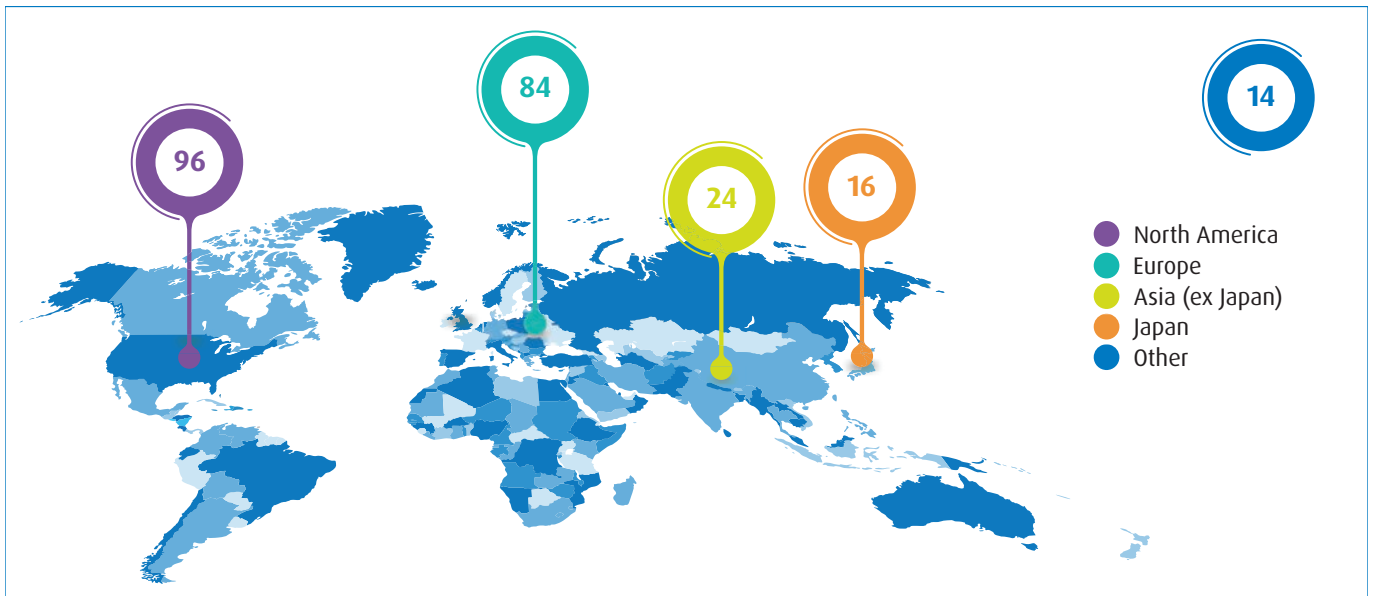 96
84
24
16
14
North America
Europe
Asia (ex Japan)
Japan
Other